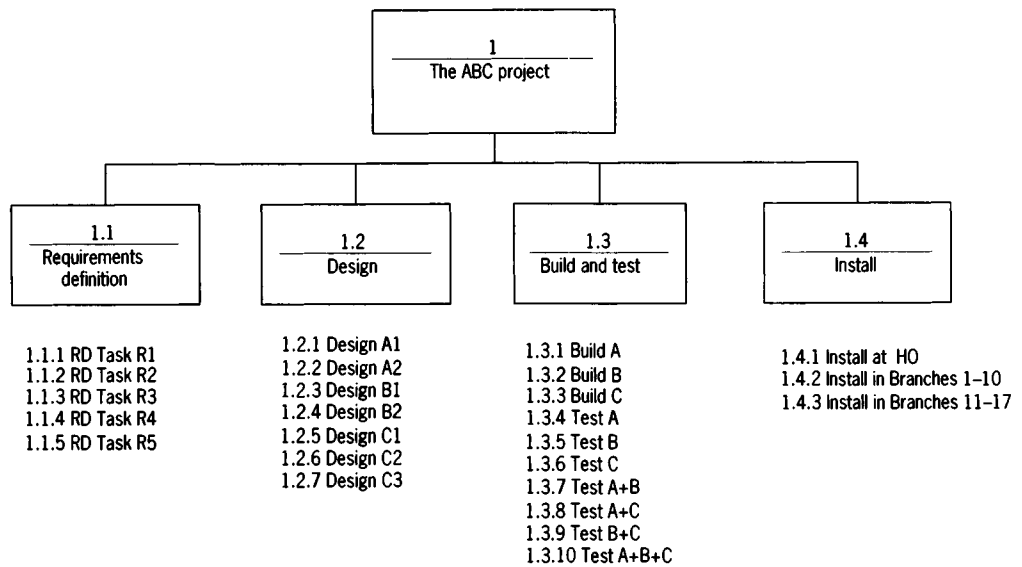 1
The ABC project
1.1
Requirements
definition
1.2
Design
1.3
Build and test
1.4
Install
1.1.1 RD Task R1
1.1.2 RD Task R2
1.1.3 RD Task R3
1.1.4 RD Task R4
1.1.5 RD Task R5
1.2.1 Design A1
1.2.2 Design A2
1.2.3 Design B1
1.2.4 Design B2
1.2.5 Design C1
1.2.6 Design C2
1.2.7 Design C3
1.3.1 Build A
1.3.2 Build B
1.3.3 Build C
1.3.4 Test A
1.3.5 Test B
1.3.6 Test C
1.3.7 Test A+B
1.3.8 Test A+C
1.3.9 Test B+C
1.3.10 Test A+B+C
1.4.1 Install at HO
1.4.2 Install in Branches 1–10
1.4.3 Install in Branches 11–17